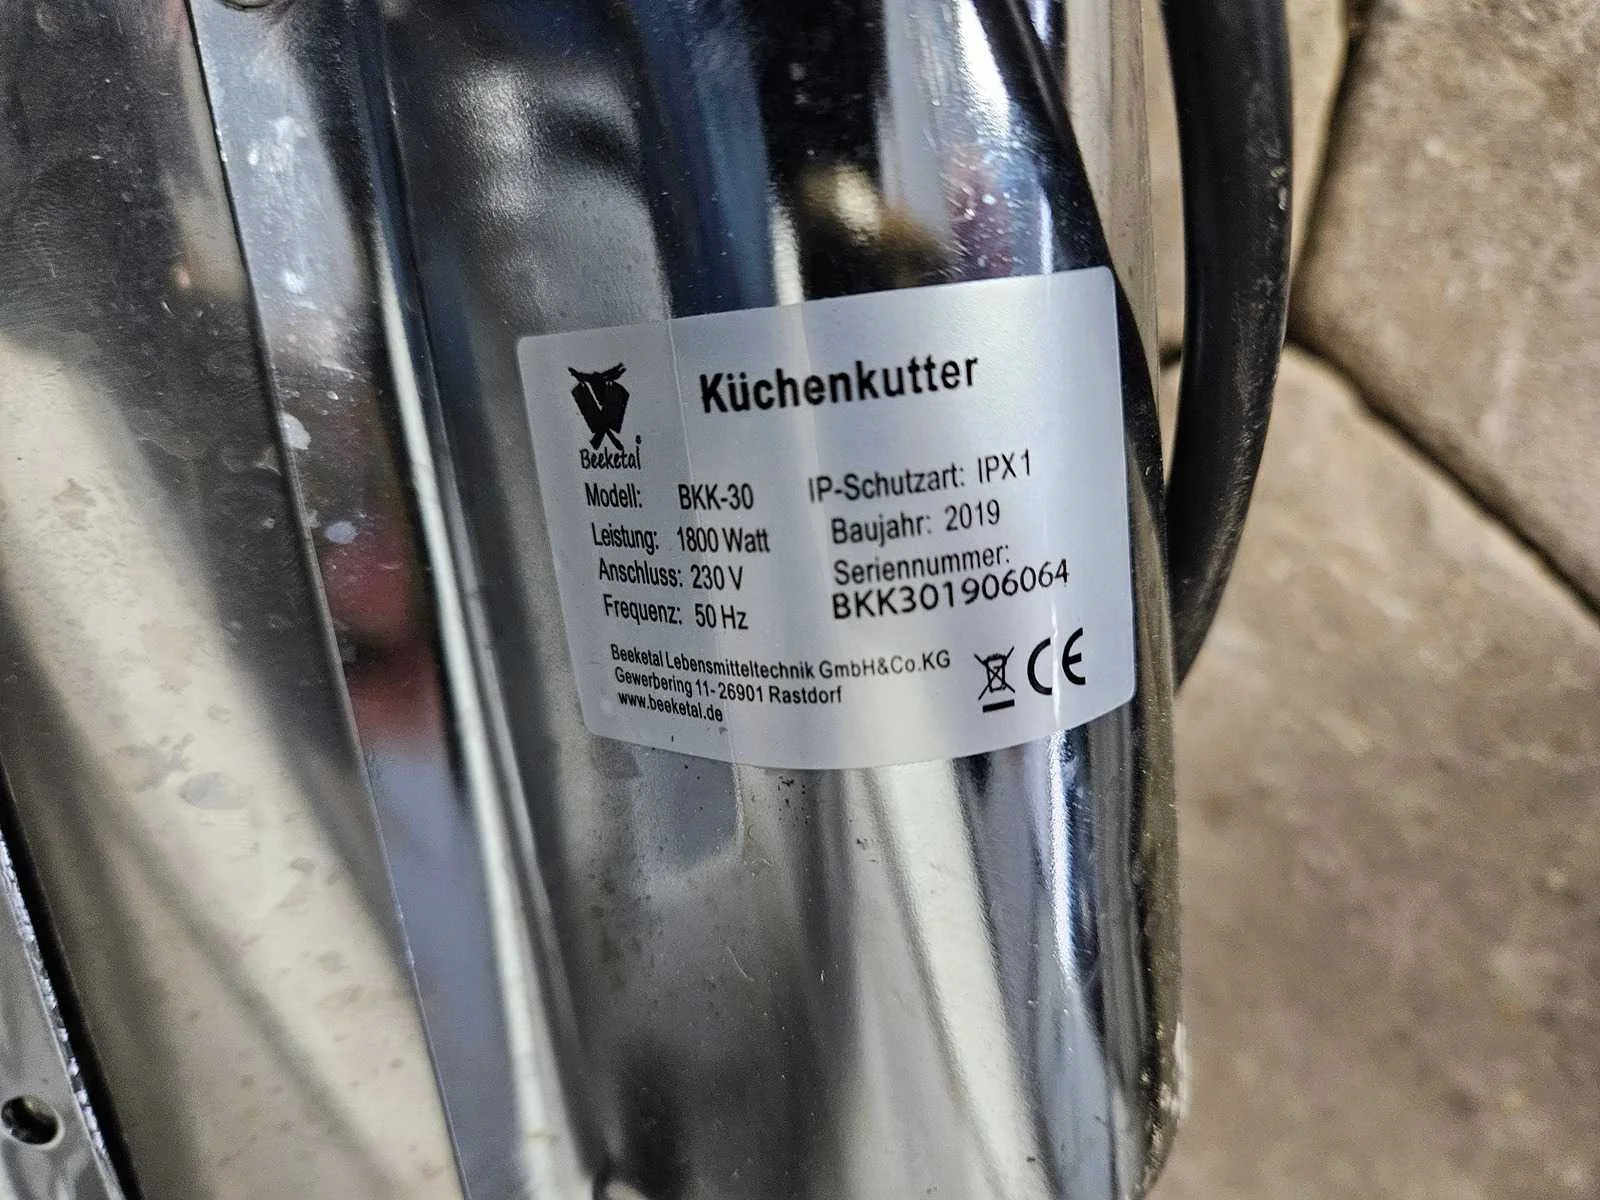 Küchenkutter
Beeketal®
Modell: BKK-30
Leistung: 1800 Watt
Anschluss: 230 V
Frequenz: 50 Hz
IP-Schutzart: IPX1
Baujahr: 2019
Seriennummer:
BKK301906064
Beeketal Lebensmitteltechnik GmbH&Co.KG
Gewerbering 11- 26901 Rastdorf
www.beeketal.de
CE